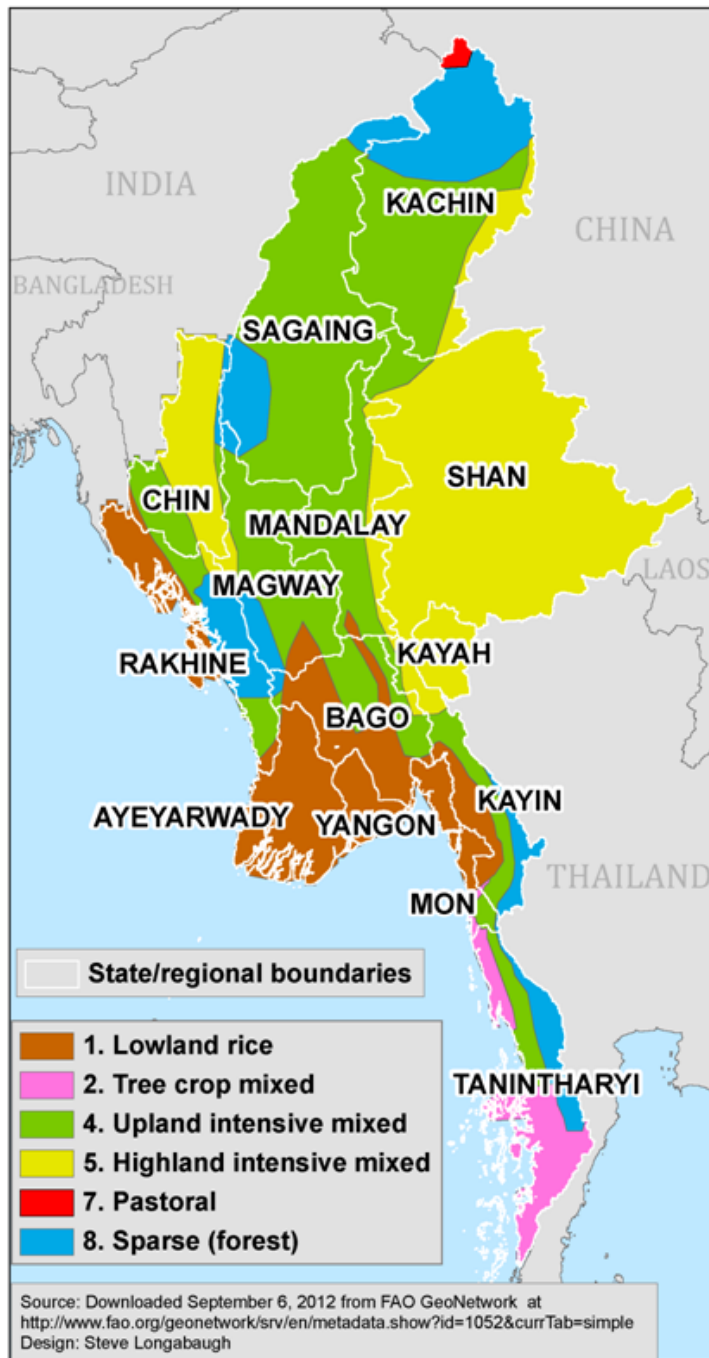 INDIA
CHINA
KACHIN
BANGLADESH
SAGAING
SHAN
CHIN
MANDALAY
LAOS
MAGWAY
RAKHINE
KAYAH
BAGO
AYEYARWADY
YANGON
KAYIN
THAILAND
MON
State/regional boundaries
1. Lowland rice
2. Tree crop mixed
4. Upland intensive mixed
5. Highland intensive mixed
7. Pastoral
8. Sparse (forest)
TANINTHARYI
Source: Downloaded September 6, 2012 from FAO GeoNetwork at
http://www.fao.org/geonetwork/srv/en/metadata.show?id=1052&currTab=simple
Design: Steve Longabaugh